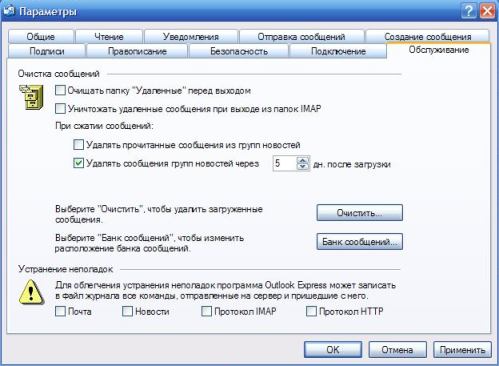 Параметры
Общие Чтение Уведомления Отправка сообщений Создание сообщения
Подписи Правописание Безопасность Подключение Обслуживание
Очистка сообщений
Очищать папку "Удаленные" перед выходом
Уничтожать удаленные сообщения при выходе из папок IMAP
При сжатии сообщений:
Удалять прочитанные сообщения из групп новостей
Удалять сообщения групп новостей через 5 дн. после загрузки
Выберите "Очистить", чтобы удалить загруженные
сообщения.
Очистить...
Выберите "Банк сообщений", чтобы изменить
расположение банка сообщений.
Банк сообщений...
Устранение неполадок
Для облегчения устранения неполадок программа Outlook Express может записать
в файл журнала все команды, отправленные на сервер и пришедшие с него.
Почта Новости Протокол IMAP Протокол HTTP
OK Отмена Применить